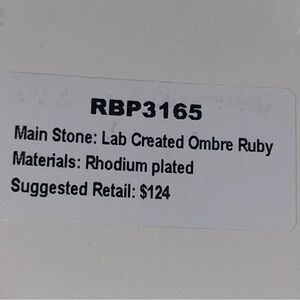 RBP3165
Main Stone: Lab Created Ombre Ruby
Materials: Rhodium plated
Suggested Retail: $124